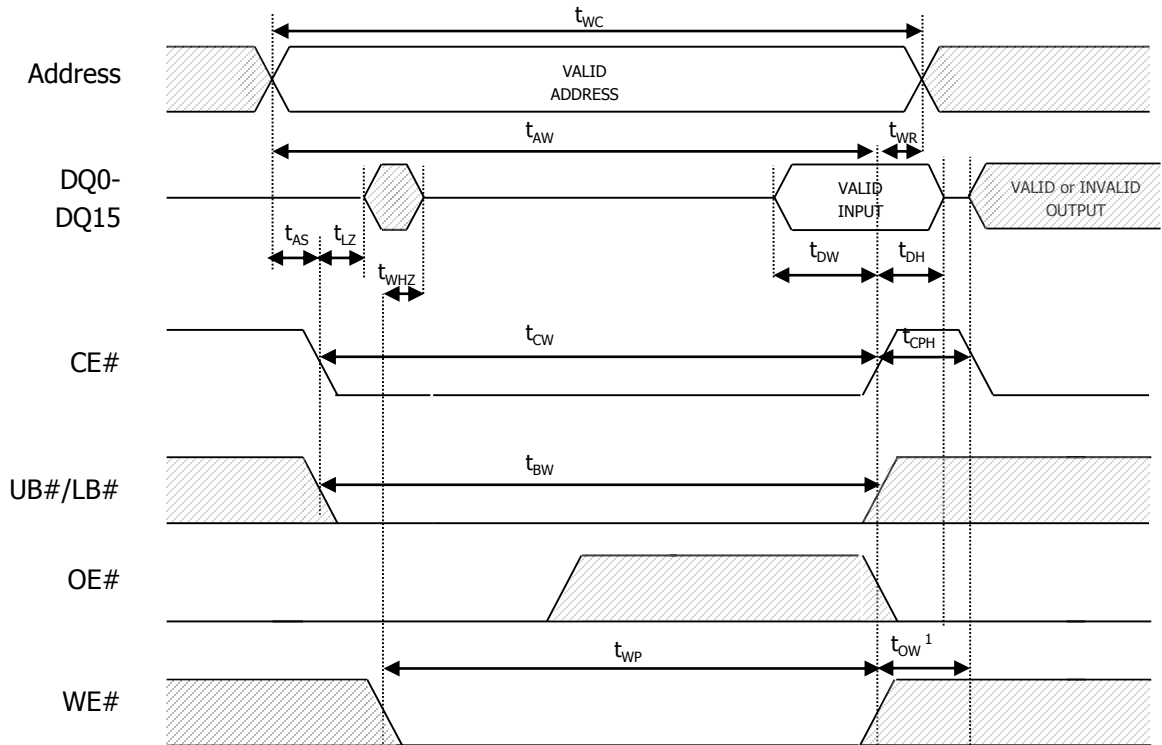 tWC
Address
VALID
ADDRESS
tAW
tWR
DQ0-
DQ15
VALID
INPUT
VALID or INVALID
OUTPUT
tAS
tLZ
tWHZ
tDW
tDH
CE#
tCW
tCPH
UB#/LB#
tBW
OE#
tWP
tOW 1
WE#